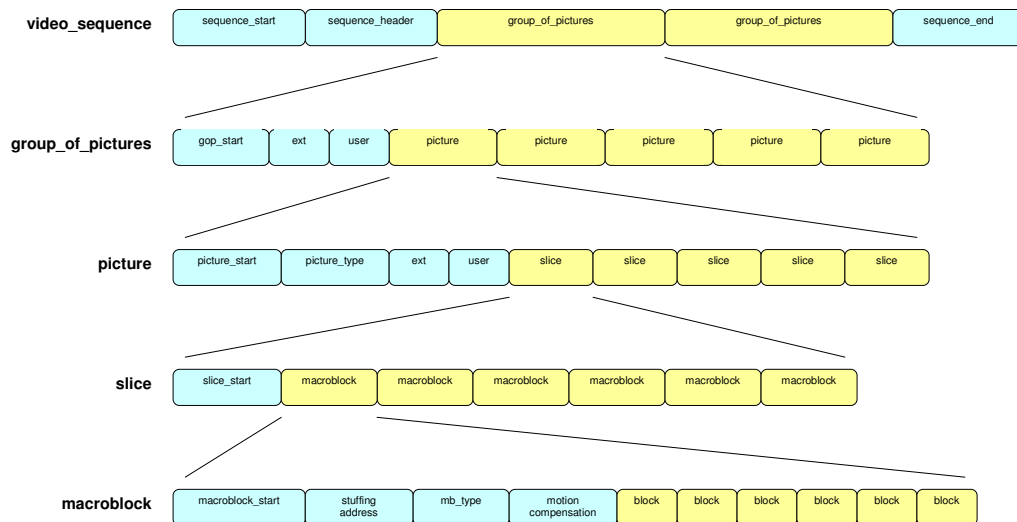 video_sequence sequence_start sequence_header group_of_pictures group_of_pictures sequence_end
group_of_pictures gop_start ext user picture picture picture picture picture
picture picture_start picture_type ext user slice slice slice slice slice
slice slice_start macroblock macroblock macroblock macroblock macroblock macroblock
macroblock macroblock_start stuffing mb_type motion block block block block block block
address compensation